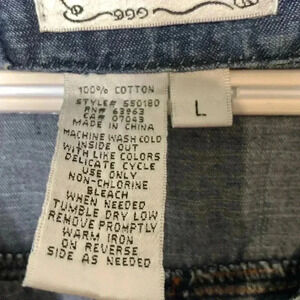 100% COTTON
STYLE# 550180
RN# 63963
CA# 07043
MADE IN CHINA
MACHINE WASH COLD
INSIDE OUT
WITH LIKE COLORS
DELICATE CYCLE
USE ONLY
NON-CHLORINE
BLEACH
WHEN NEEDED
TUMBLE DRY LOW
REMOVE PROMPTLY
WARM IRON
ON REVERSE
SIDE AS NEEDED
L